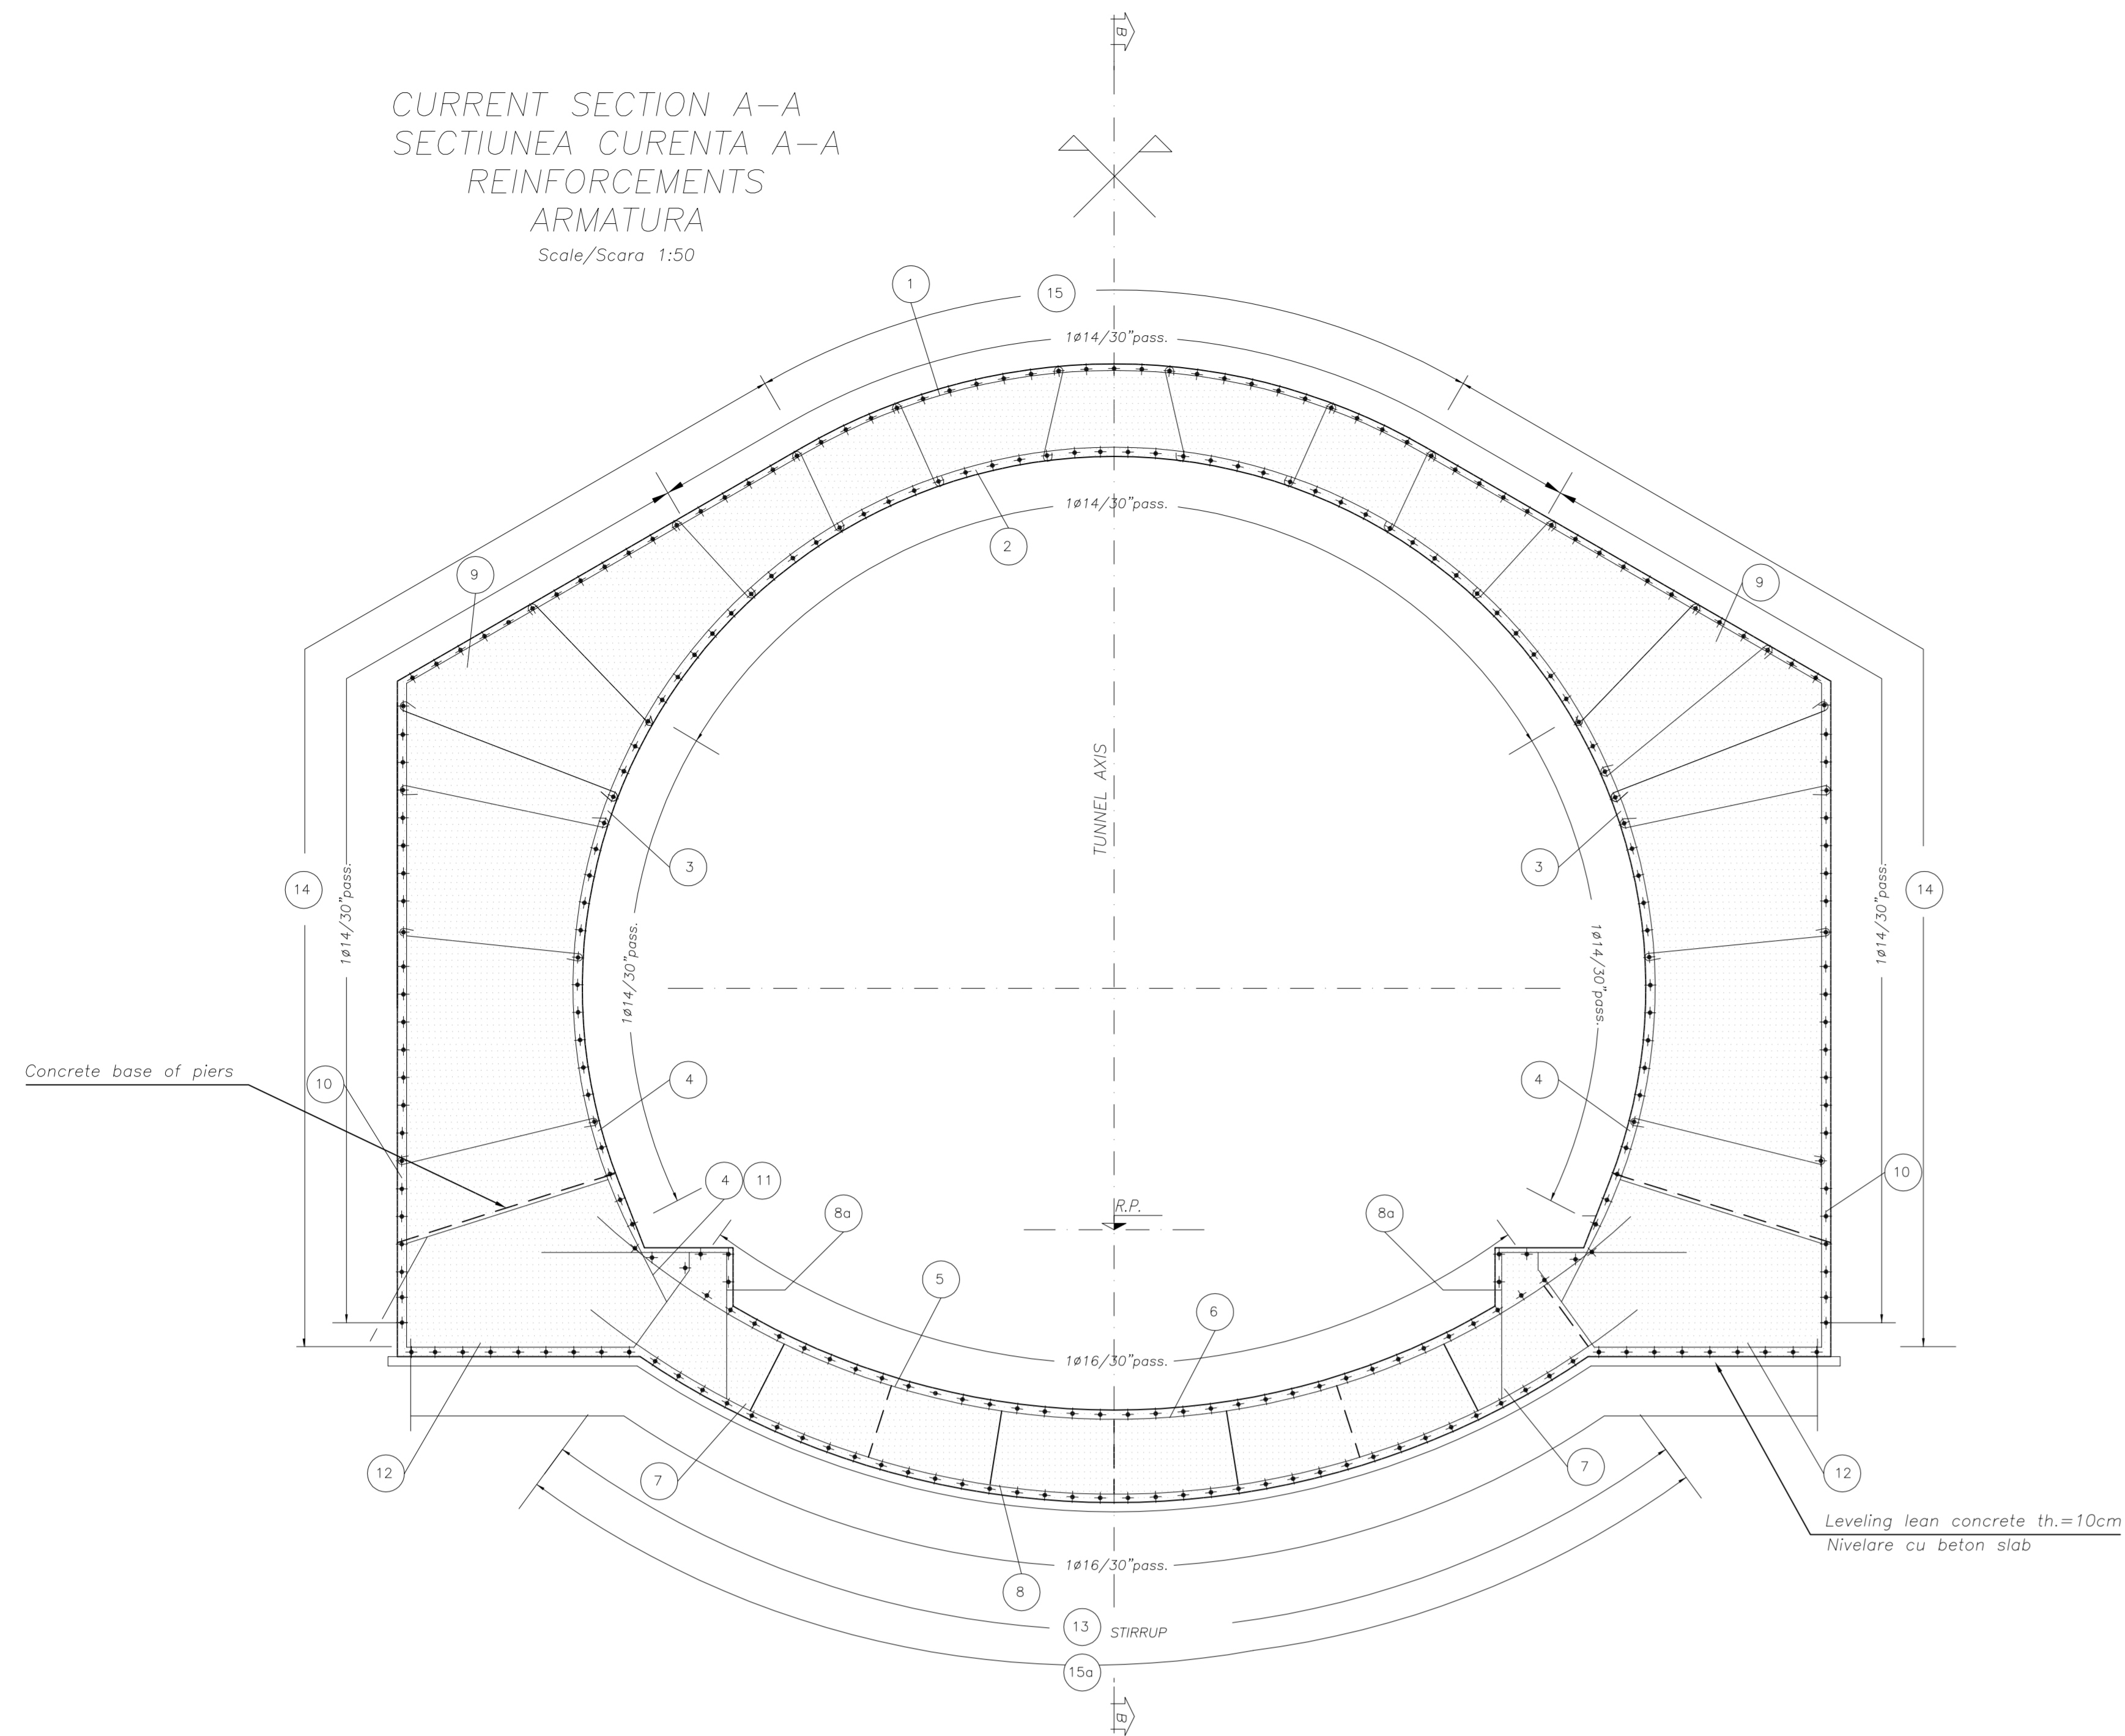 B
CURRENT SECTION A-A
SECTIUNEA CURENTA A-A
REINFORCEMENTS
ARMATURA
Scale/Scara 1:50
1
15
1ø14/30"pass.
1ø14/30"pass.
2
9
9
TUNNEL AXIS
3
3
14
14
1ø14/30"pass.
1ø14/30"pass.
1ø14/30"pass.
1ø14/30"pass.
Concrete base of piers
10
4
4
4
11
10
R.P.
8a
8a
5
6
1ø16/30"pass.
12
7
7
12
Leveling lean concrete th.=10cm
Nivelare cu beton slab
1ø16/30"pass.
8
13
STIRRUP
15a
B